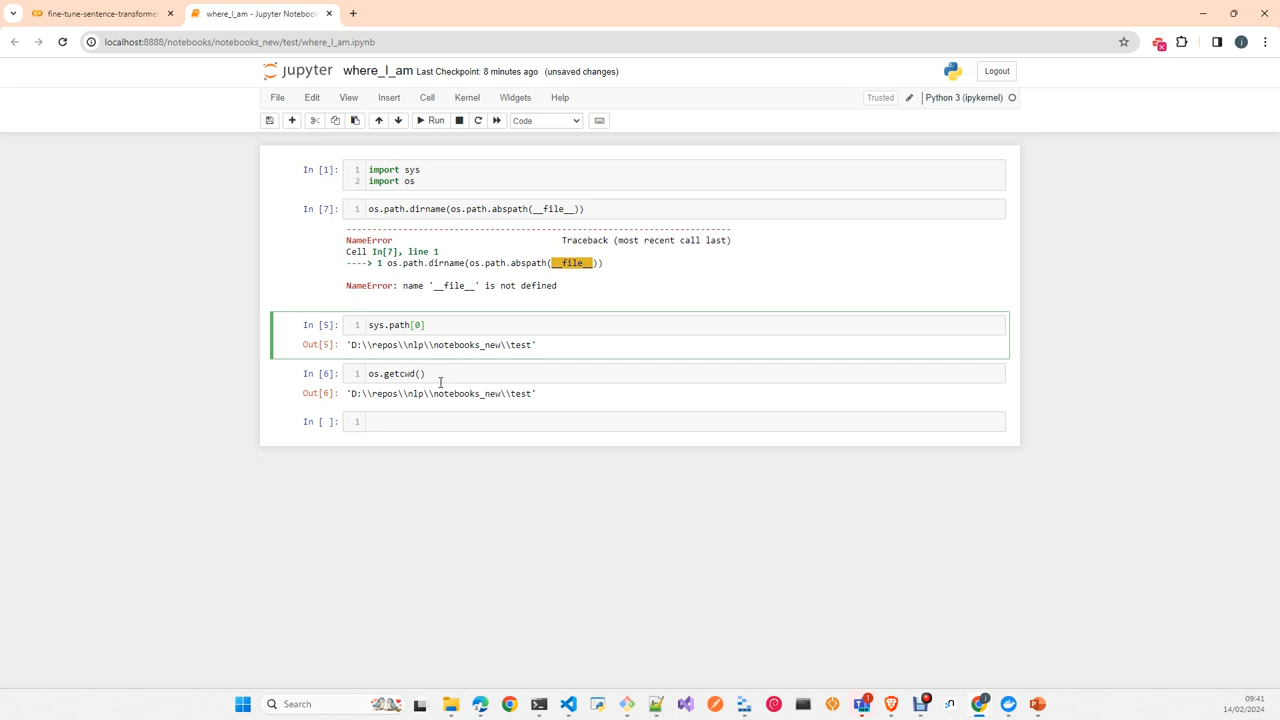 fine-tune-sentence-transforme
where_I_am - Jupyter Notebook
localhost:8888/notebooks/notebooks_new/test/where_I_am.ipynb
jupyter where_I_am Last Checkpoint: 8 minutes ago (unsaved changes)
Logout
File Edit View Insert Cell Kernel Widgets Help
Trusted
Python 3 (ipykernel)
Run
Code
In [1]:
1 import sys
2 import os
In [7]:
1 os.path.dirname(os.path.abspath(__file__))
---------------------------------------------------------------------------
NameError Traceback (most recent call last)
Cell In[7], line 1
----> 1 os.path.dirname(os.path.abspath(__file__))
NameError: name '__file__' is not defined
In [5]:
1 sys.path[0]
Out[5]: 'D:\\repos\\nlp\\notebooks_new\\test'
In [6]:
1 os.getcwd()
Out[6]: 'D:\\repos\\nlp\\notebooks_new\\test'
In [ ]:
1
Search
09:41
14/02/2024